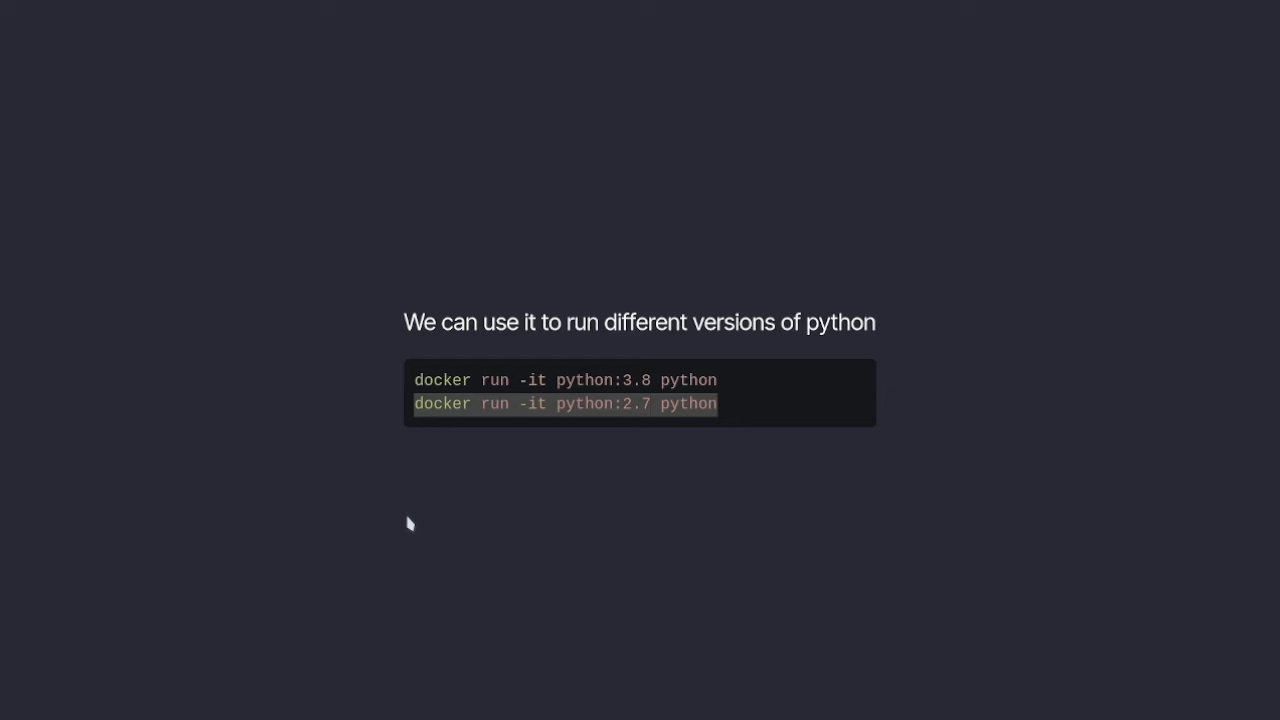 We can use it to run different versions of python
docker run -it python:3.8 python
docker run -it python:2.7 python